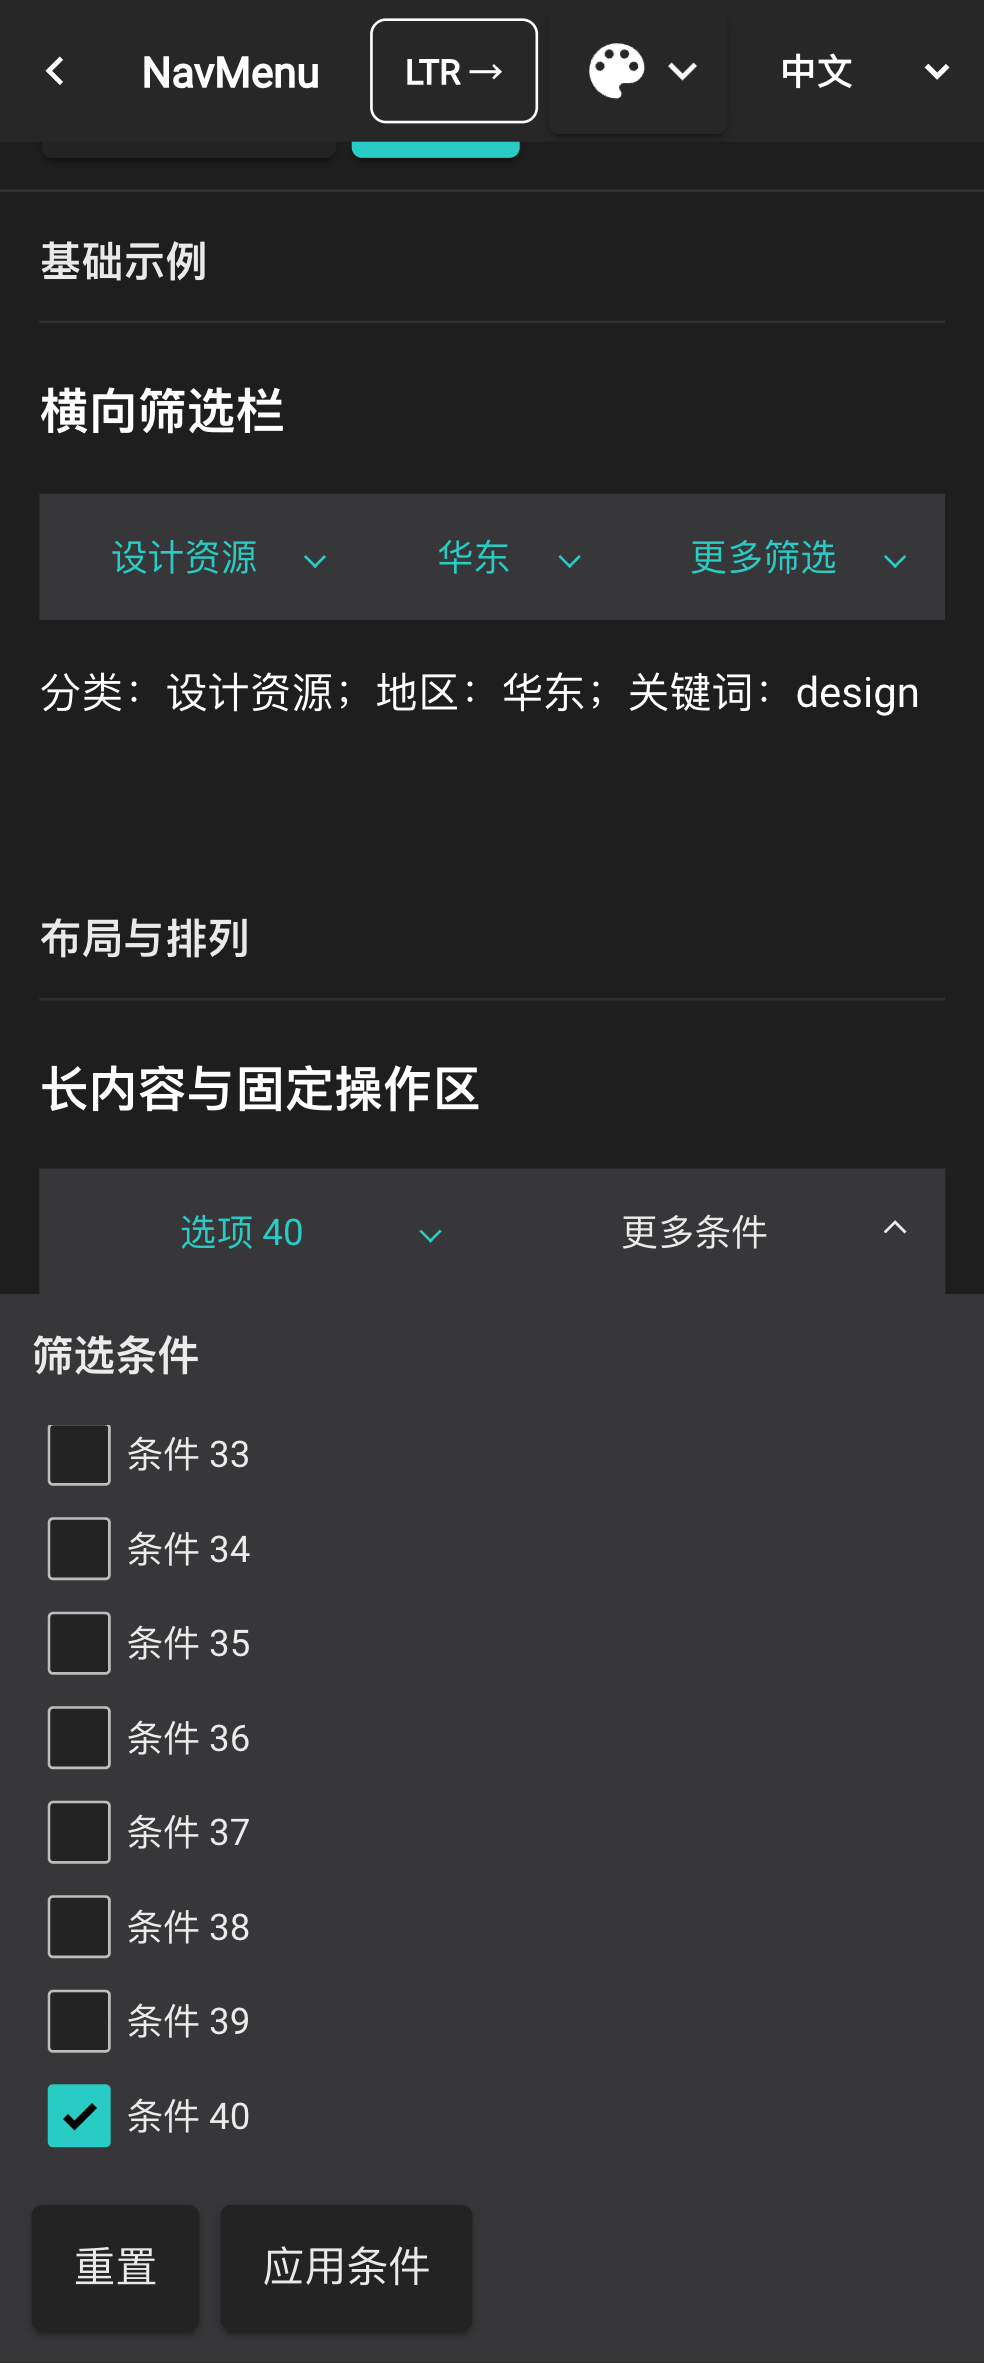 NavMenu LTR→ 中文
基础示例
横向筛选栏
设计资源 华东 更多筛选
分类：设计资源；地区：华东；关键词：design
布局与排列
长内容与固定操作区
选项 40 更多条件
筛选条件
条件 33
条件 34
条件 35
条件 36
条件 37
条件 38
条件 39
条件 40
重置 应用条件